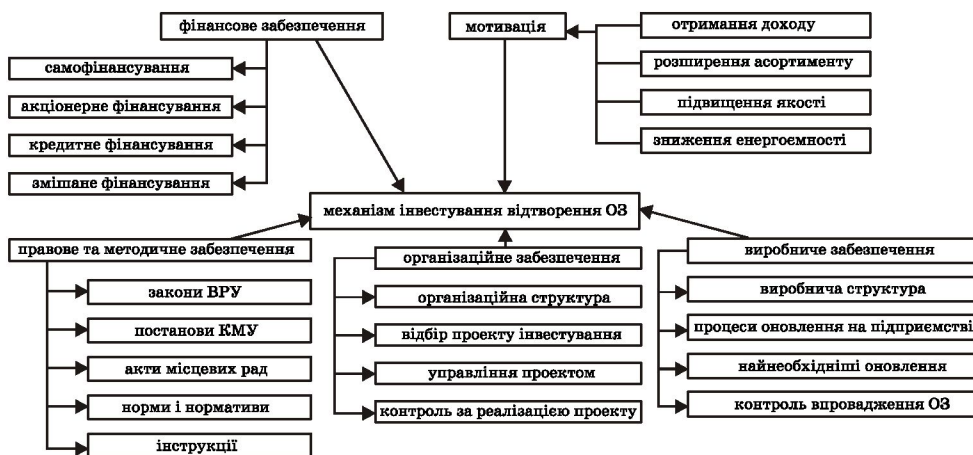 фінансове забезпечення
самофінансування
акціонерне фінансування
кредитне фінансування
змішане фінансування
мотивація
отримання доходу
розширення асортименту
підвищення якості
зниження енергоємності
механізм інвестування відтворення ОЗ
правове та методичне забезпечення
закони ВРУ
постанови КМУ
акти місцевих рад
норми і нормативи
інструкції
організаційне забезпечення
організаційна структура
відбір проекту інвестування
управління проектом
контроль за реалізацією проекту
виробниче забезпечення
виробнича структура
процеси оновлення на підприємстві
найнеобхідніші оновлення
контроль впровадження ОЗ